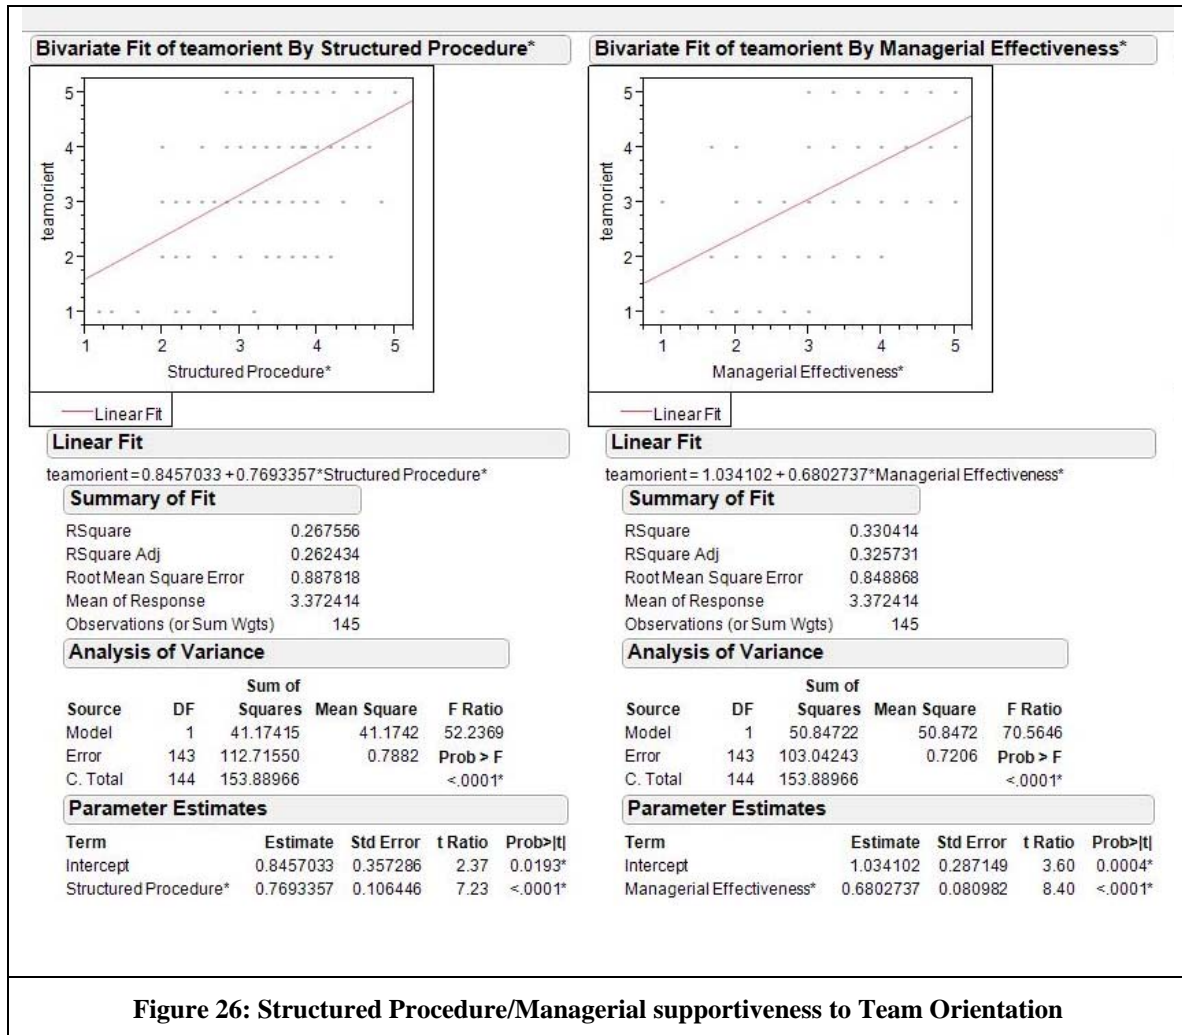 Bivariate Fit of teamorient By Structured Procedure*
5
4
3
2
1
teamorient
1 2 3 4 5
Structured Procedure*
Linear Fit
Linear Fit
teamorient = 0.8457033 + 0.7693357*Structured Procedure*
Summary of Fit
RSquare 0.267556
RSquare Adj 0.262434
Root Mean Square Error 0.887818
Mean of Response 3.372414
Observations (or Sum Wgts) 145
Analysis of Variance
Sum of
Source DF Squares Mean Square F Ratio
Model 1 41.17415 41.1742 52.2369
Error 143 112.71550 0.7882 Prob > F
C. Total 144 153.88966 <.0001*
Parameter Estimates
Term Estimate Std Error t Ratio Prob>|t|
Intercept 0.8457033 0.357286 2.37 0.0193*
Structured Procedure* 0.7693357 0.106446 7.23 <.0001*
Bivariate Fit of teamorient By Managerial Effectiveness*
5
4
3
2
1
teamorient
1 2 3 4 5
Managerial Effectiveness*
Linear Fit
Linear Fit
teamorient = 1.034102 + 0.6802737*Managerial Effectiveness*
Summary of Fit
RSquare 0.330414
RSquare Adj 0.325731
Root Mean Square Error 0.848868
Mean of Response 3.372414
Observations (or Sum Wgts) 145
Analysis of Variance
Sum of
Source DF Squares Mean Square F Ratio
Model 1 50.84722 50.8472 70.5646
Error 143 103.04243 0.7206 Prob > F
C. Total 144 153.88966 <.0001*
Parameter Estimates
Term Estimate Std Error t Ratio Prob>|t|
Intercept 1.034102 0.287149 3.60 0.0004*
Managerial Effectiveness* 0.6802737 0.080982 8.40 <.0001*
Figure 26: Structured Procedure/Managerial supportiveness to Team Orientation